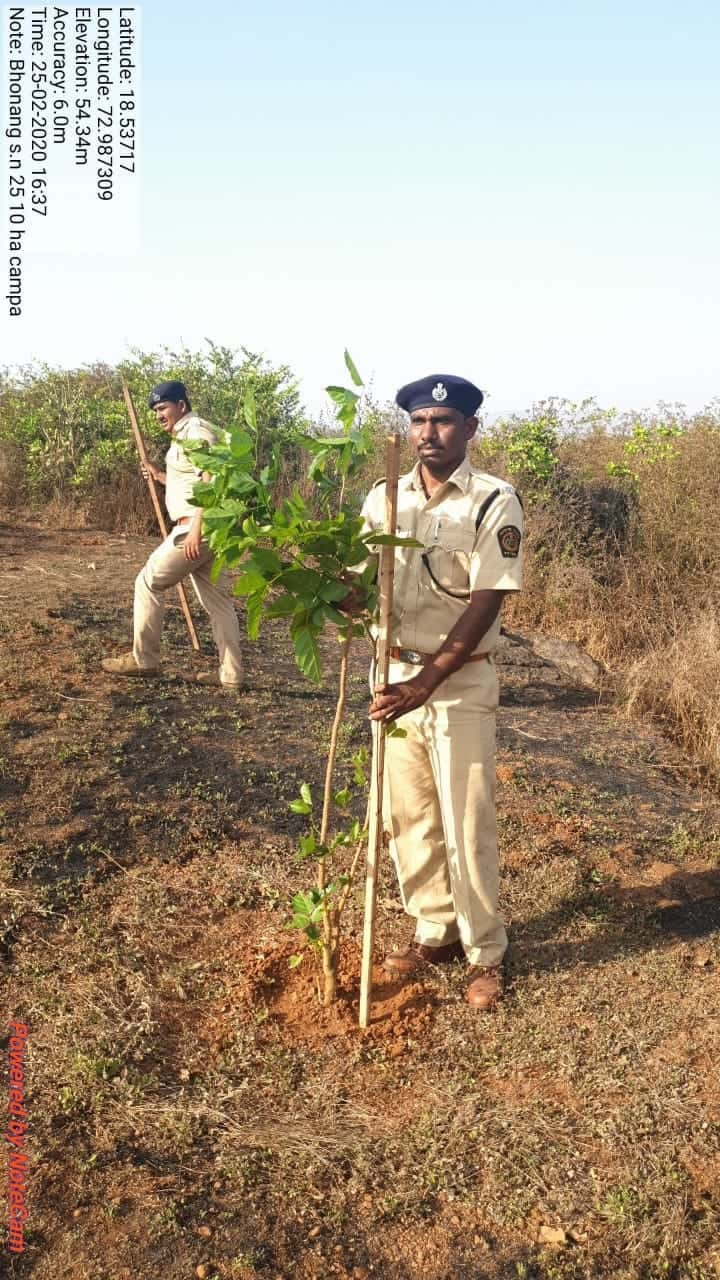 Latitude: 18.53717
Longitude: 72.987309
Elevation: 54.34m
Accuracy: 6.0m
Time: 25-02-2020 16:37
Note: Bhonang s.n 25 10 ha campa
Powered by NoteCam